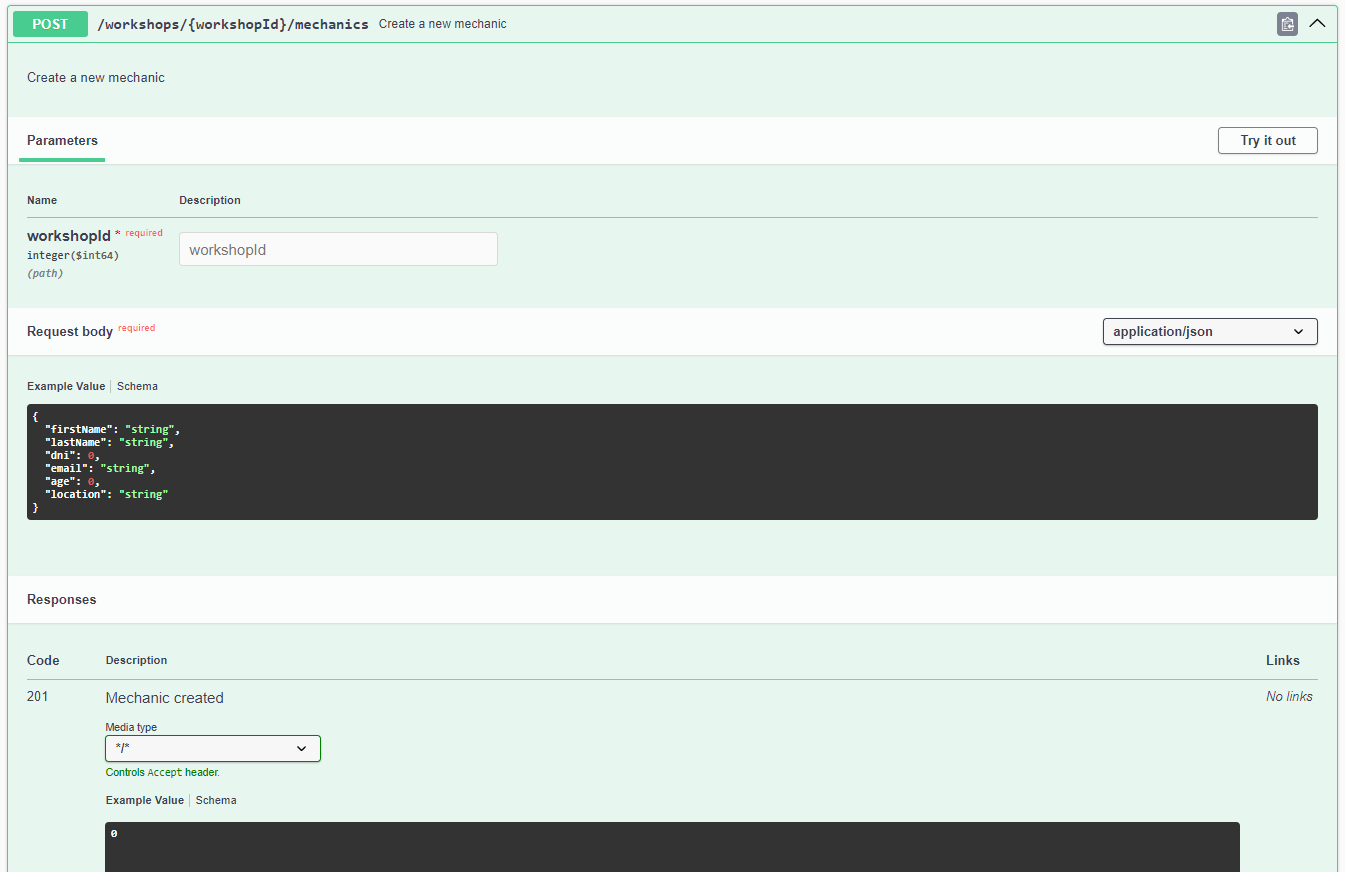 POST /workshops/{workshopId}/mechanics Create a new mechanic
Create a new mechanic
Parameters
Try it out
Name Description
workshopId * required
integer($int64)
(path)
workshopId
Request body required
application/json
Example Value Schema
{
"firstName": "string",
"lastName": "string",
"dni": 0,
"email": "string",
"age": 0,
"location": "string"
}
Responses
Code Description Links
201 Mechanic created No links
Media type
*/*
Controls Accept header.
Example Value Schema
0